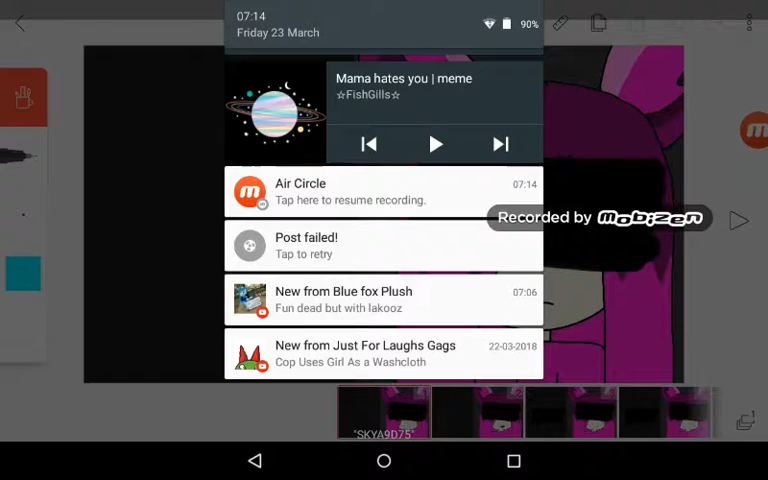 07:14
90%
Friday 23 March
Mama hates you | meme
☆FishGills☆
Air Circle 07:14
Tap here to resume recording.
Recorded by mobizen
Post failed!
Tap to retry
New from Blue fox Plush 07:06
Fun dead but with lakooz
New from Just For Laughs Gags 22-03-2018
Cop Uses Girl As a Washcloth
"SKYA9D75"
1